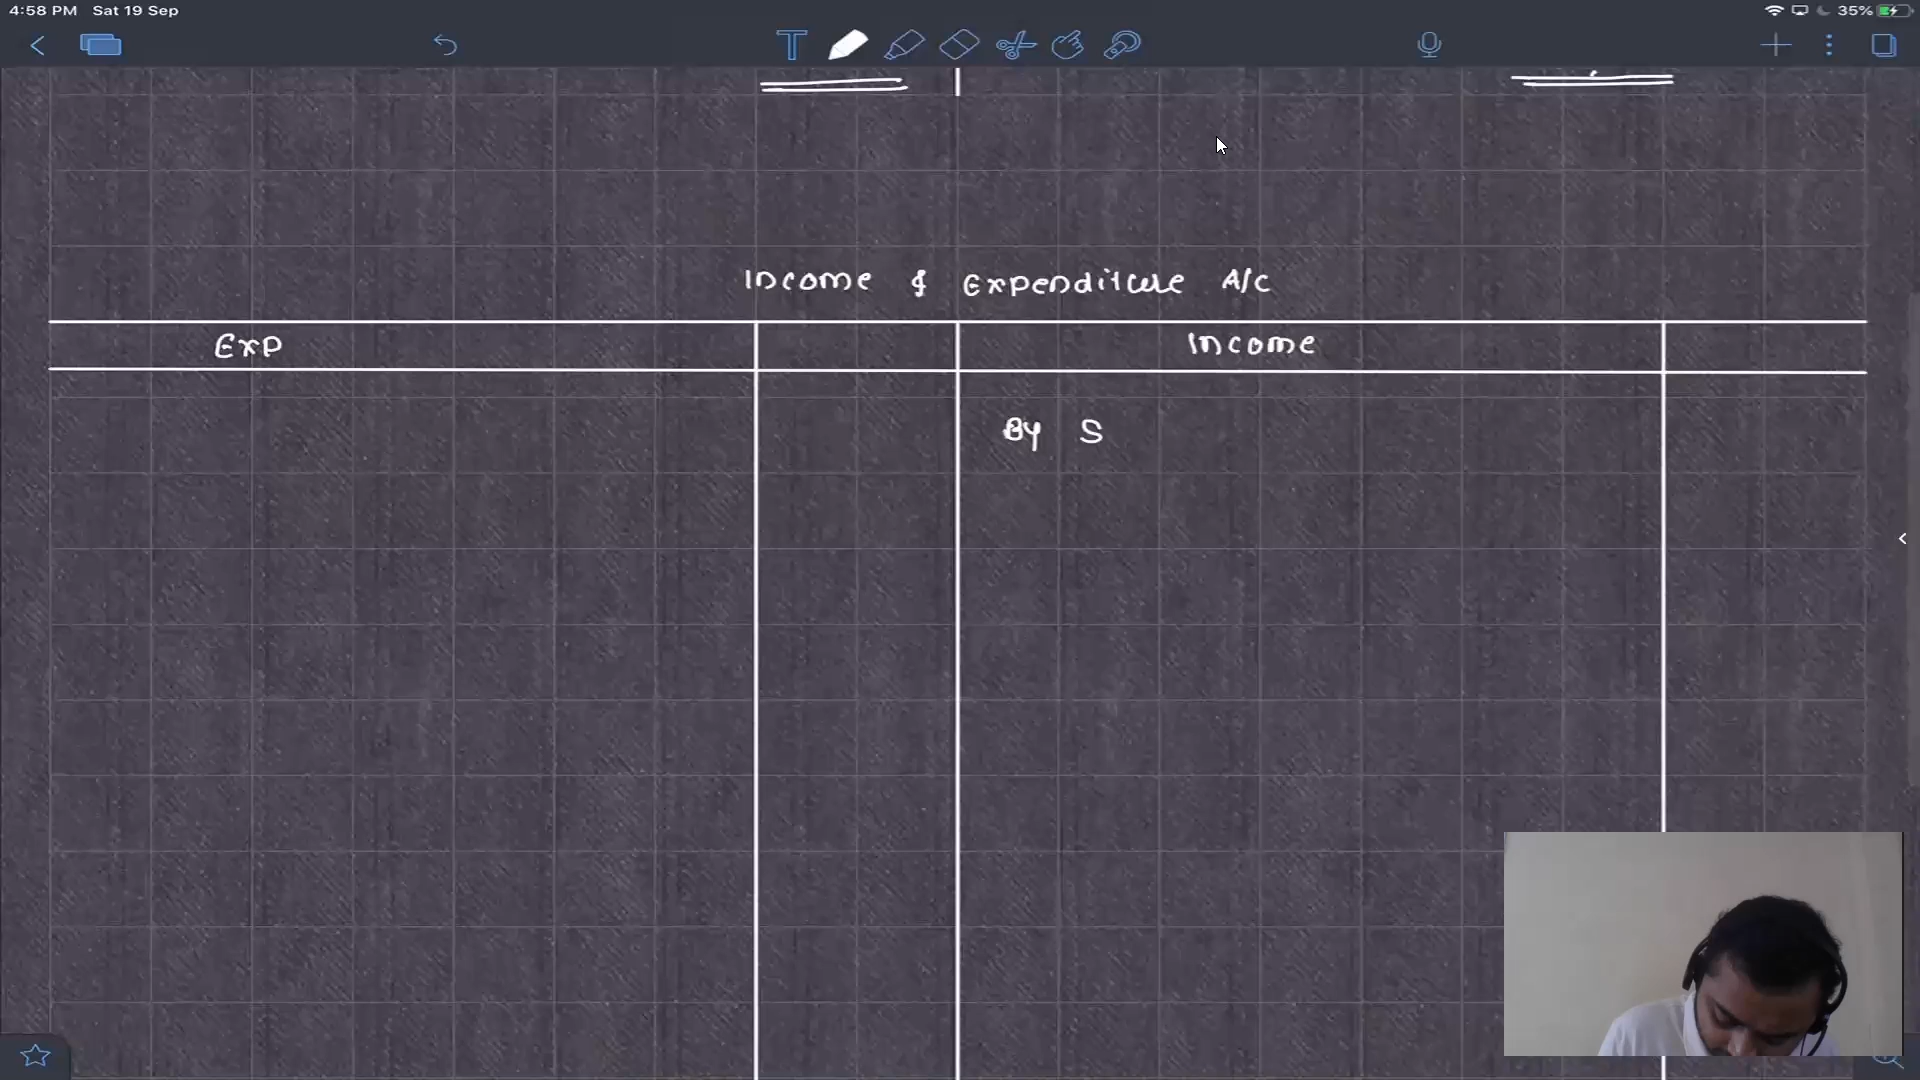 4:58 PM Sat 19 Sep
35%
T
Income & Expenditure A/C
Exp
Income
By S